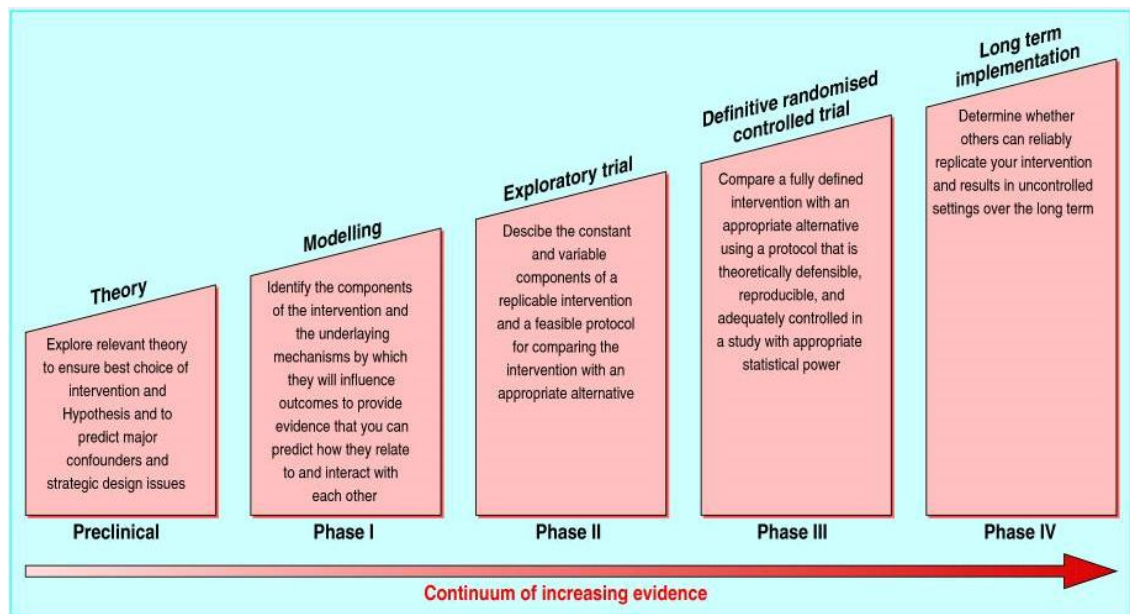 Theory
Explore relevant theory
to ensure best choice of
intervention and
Hypothesis and to
predict major
confounders and
strategic design issues
Preclinical
Modelling
Identify the components
of the intervention and
the underlaying
mechanisms by which
they will influence
outcomes to provide
evidence that you can
predict how they relate
to and interact with
each other
Phase I
Exploratory trial
Descibe the constant
and variable
components of a
replicable intervention
and a feasible protocol
for comparing the
intervention with an
appropriate alternative
Phase II
Definitive randomised
controlled trial
Compare a fully defined
intervention with an
appropriate alternative
using a protocol that is
theoretically defensible,
reproducible, and
adequately controlled in
a study with appropriate
statistical power
Phase III
Long term
implementation
Determine whether
others can reliably
replicate your intervention
and results in uncontrolled
settings over the long term
Phase IV
Continuum of increasing evidence